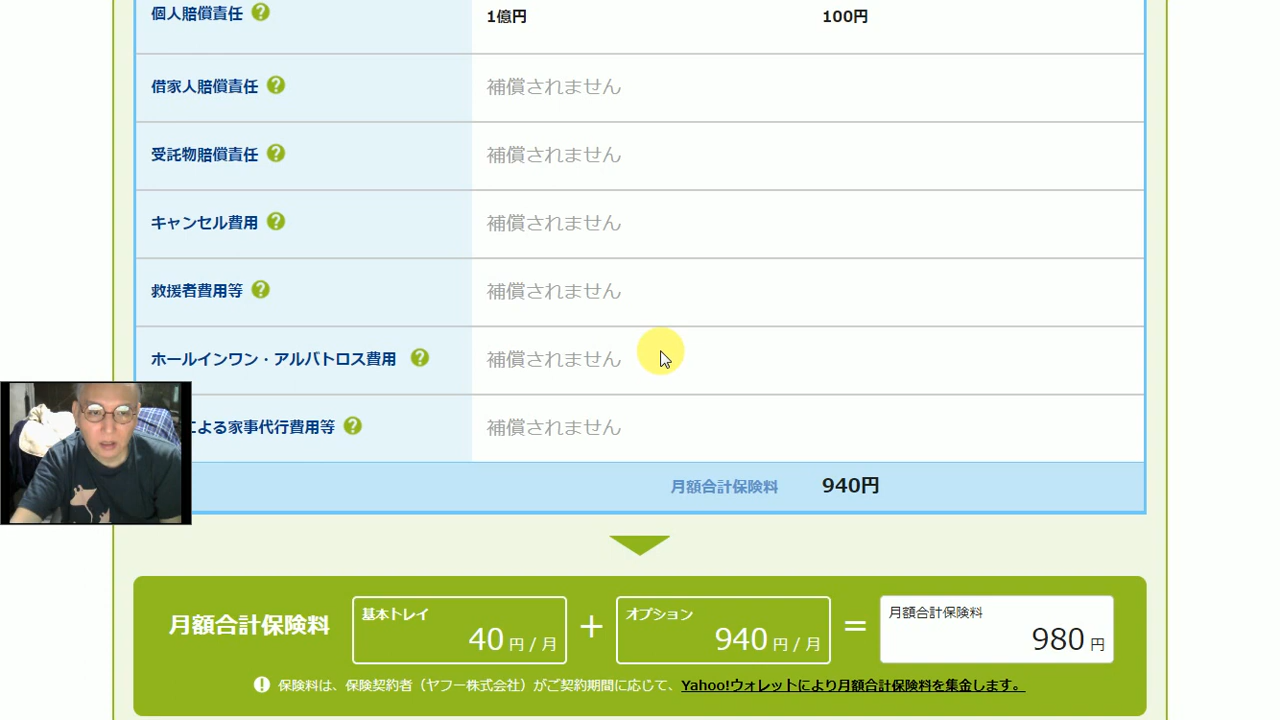 個人賠償責任 ? 1億円 100円
借家人賠償責任 ? 補償されません
受託物賠償責任 ? 補償されません
キャンセル費用 ? 補償されません
救援者費用等 ? 補償されません
ホールインワン・アルバトロス費用 ? 補償されません
による家事代行費用等 ? 補償されません
月額合計保険料 940円
月額合計保険料 基本トレイ 40 円 / 月 + オプション 940 円 / 月 = 月額合計保険料 980 円
! 保険料は、保険契約者（ヤフー株式会社）がご契約期間に応じて、Yahoo!ウォレットにより月額合計保険料を集金します。